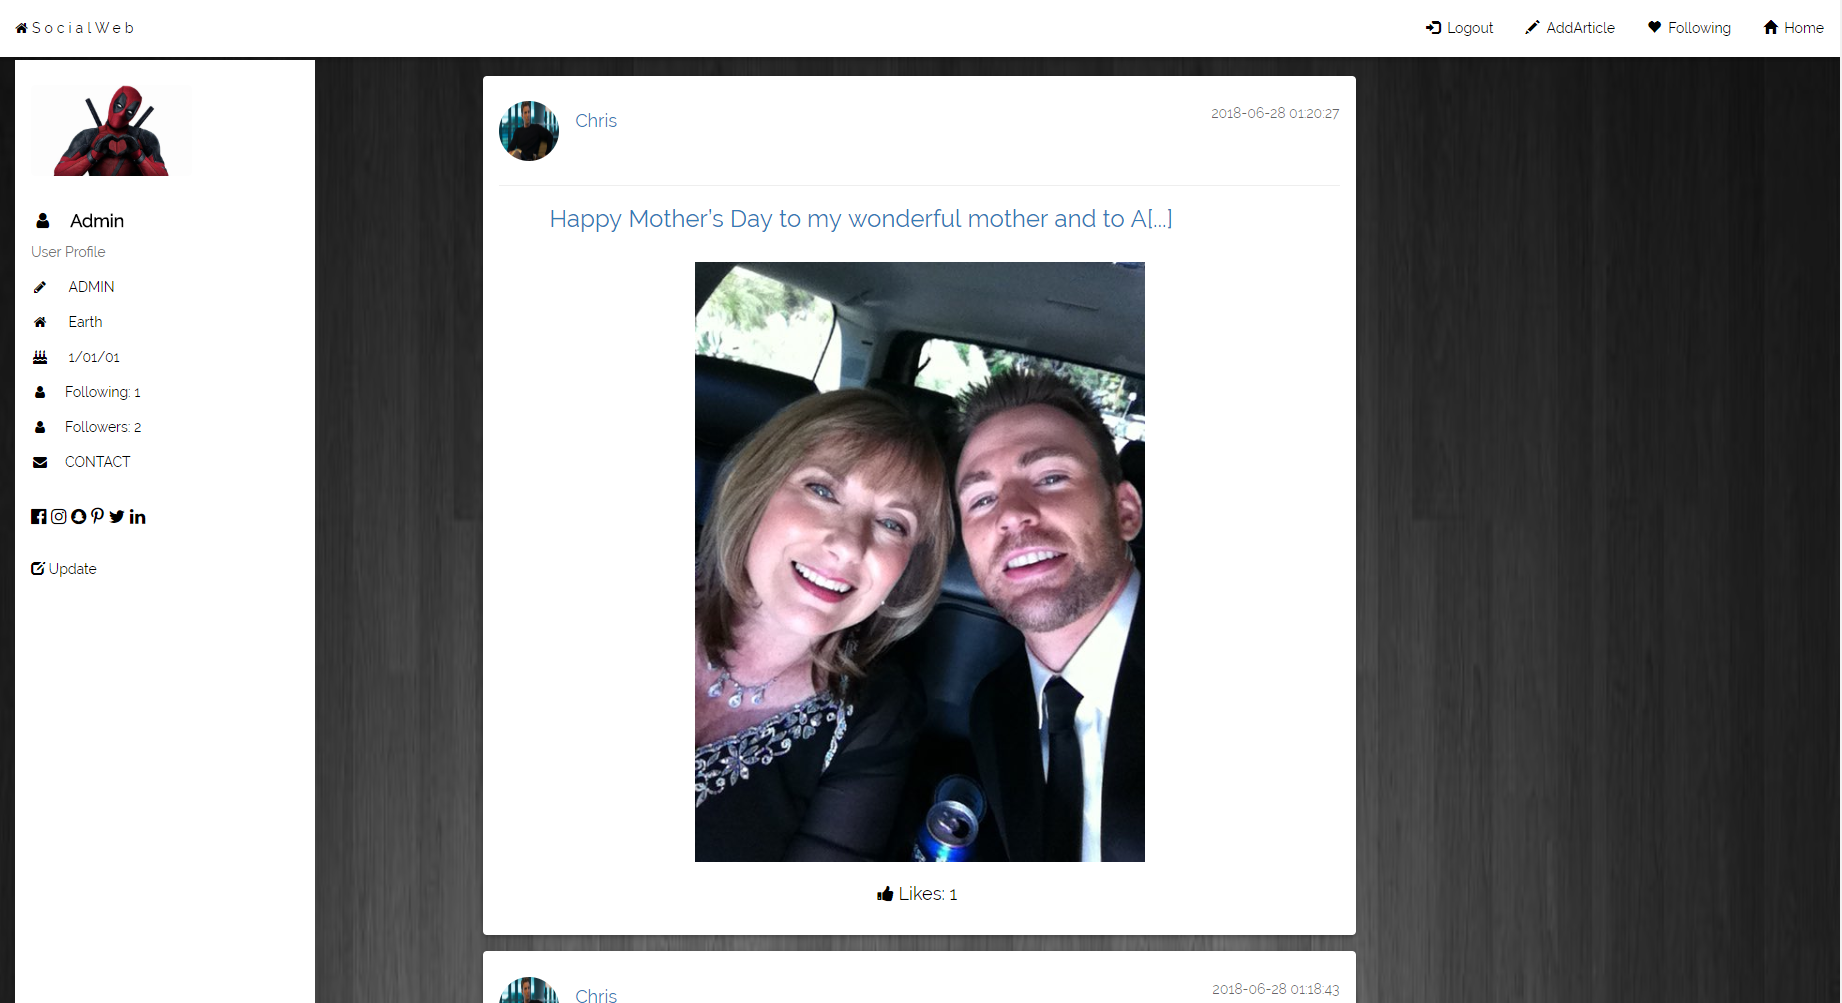 SocialWeb
Logout AddArticle Following Home
Admin
User Profile
ADMIN
Earth
1/01/01
Following: 1
Followers: 2
CONTACT
Update
Chris
2018-06-28 01:20:27
Happy Mother’s Day to my wonderful mother and to A[...]
Likes: 1
Chris
2018-06-28 01:18:43